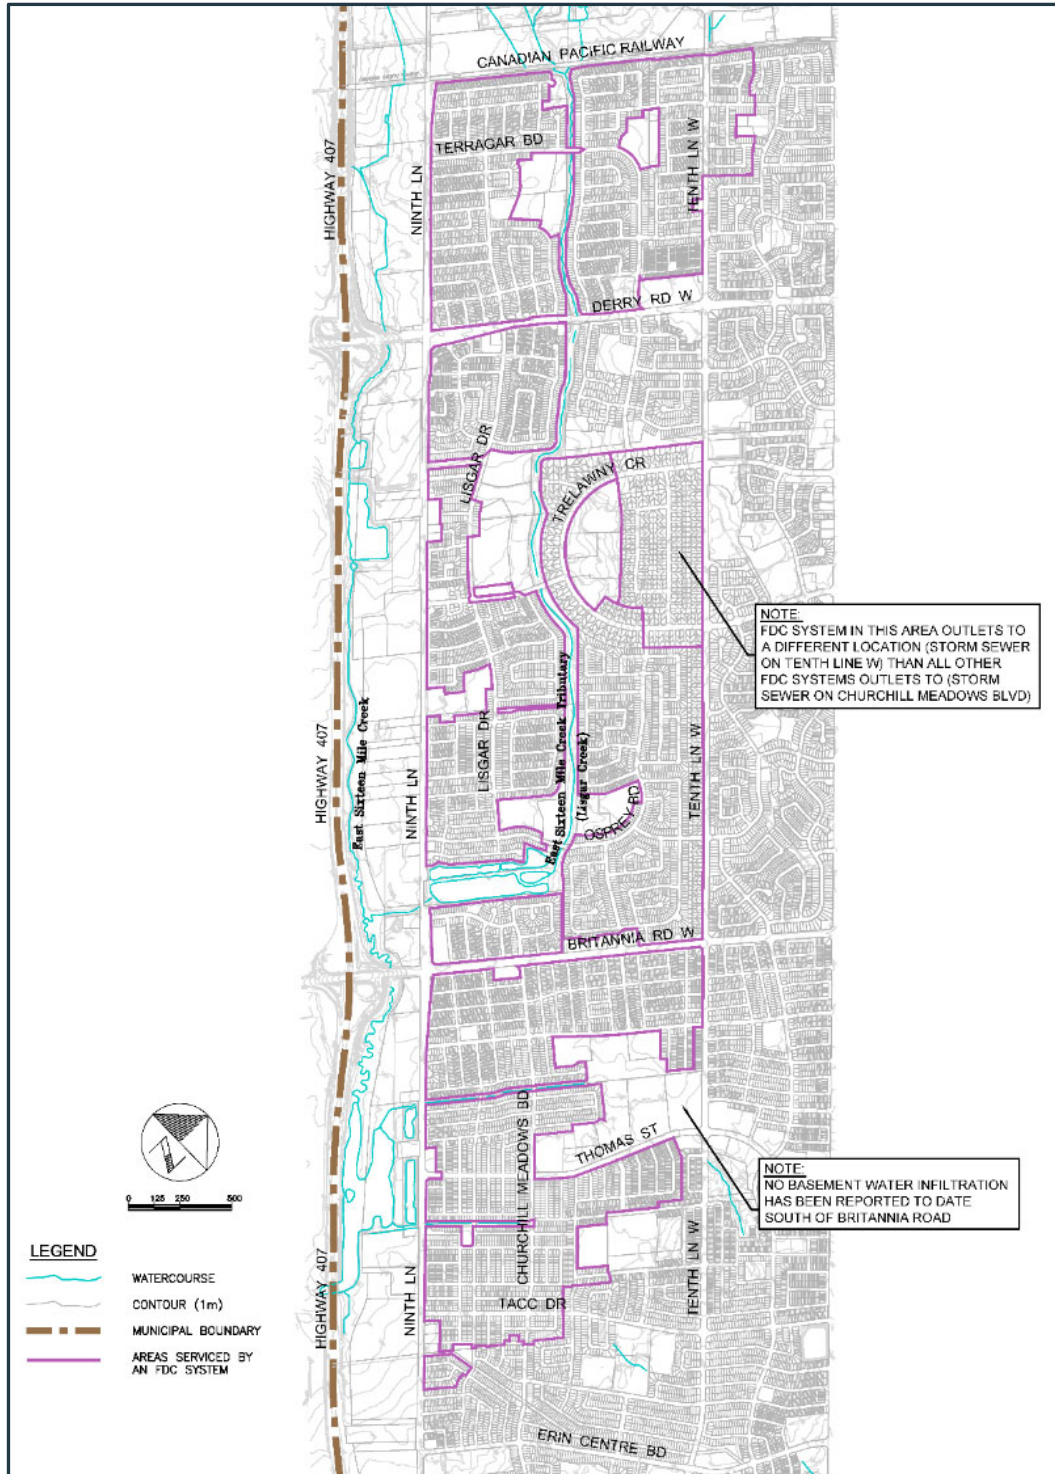 CANADIAN PACIFIC RAILWAY
TERRAGAR BD
HIGHWAY 407
NINTH LN
TENTH LN W
DERRY RD W
LISGAR DR
TRELAWNY CR
NOTE:
FDC SYSTEM IN THIS AREA OUTLETS TO
A DIFFERENT LOCATION (STORM SEWER
ON TENTH LINE W) THAN ALL OTHER
FDC SYSTEMS OUTLETS TO (STORM
SEWER ON CHURCHILL MEADOWS BLVD)
East Sixteen Mile Creek Tributary
(Lisgar Creek)
LISGAR DR
HIGHWAY 407
East Sixteen Mile Creek
NINTH LN
TENTH LN W
OSPREY BD
BRITANNIA RD W
CHURCHILL MEADOWS BD
THOMAS ST
NOTE:
NO BASEMENT WATER INFILTRATION
HAS BEEN REPORTED TO DATE
SOUTH OF BRITANNIA ROAD
0 125 250 500
LEGEND
WATERCOURSE
CONTOUR (1m)
MUNICIPAL BOUNDARY
AREAS SERVICED BY
AN FDC SYSTEM
HIGHWAY 407
NINTH LN
TENTH LN W
TACC DR
ERIN CENTRE BD